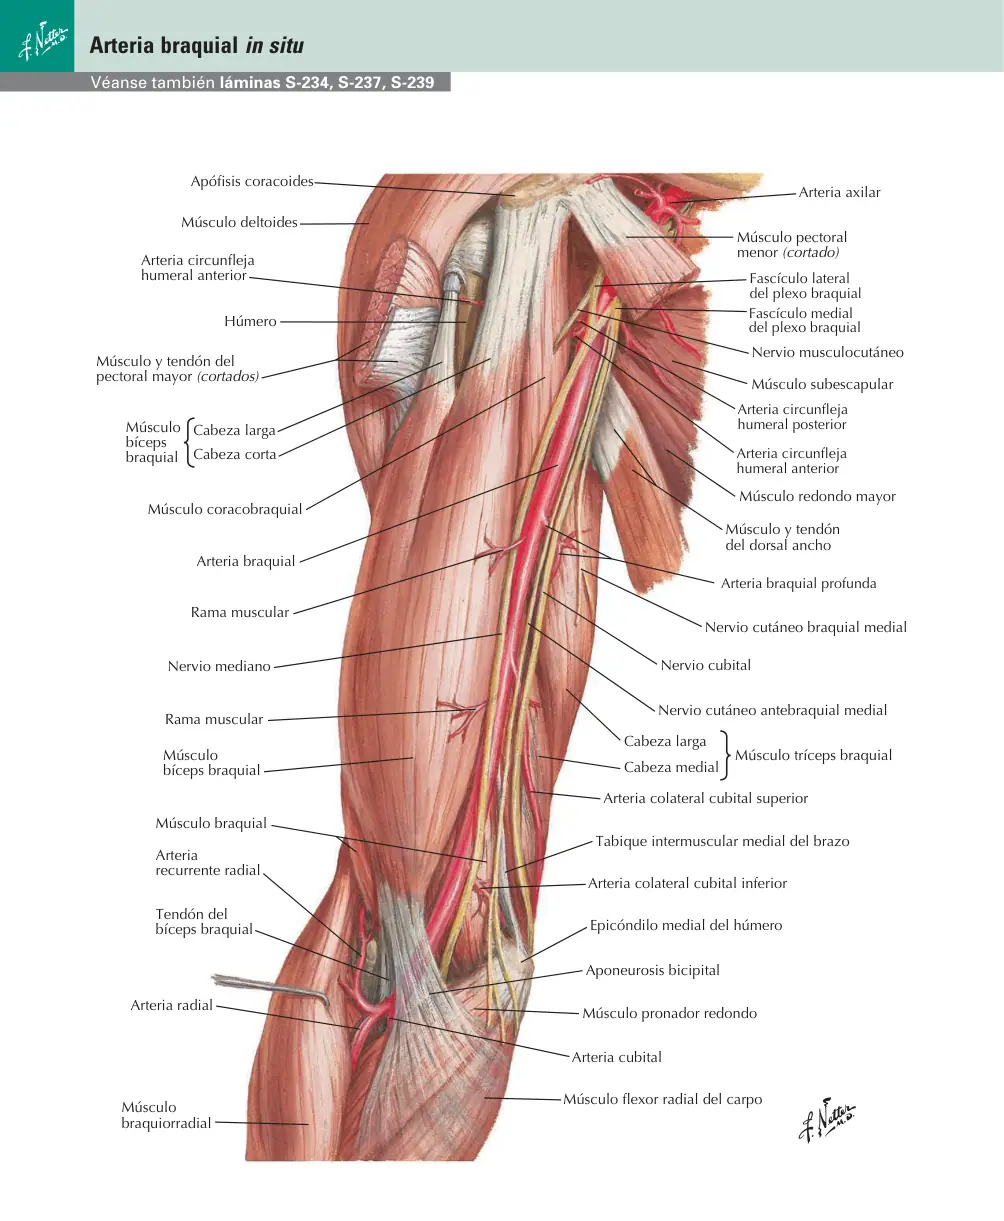 F. Netter M.D.
Arteria braquial in situ
Véanse también láminas S-234, S-237, S-239
Apófisis coracoides
Músculo deltoides
Arteria circunfleja
humeral anterior
Húmero
Músculo y tendón del
pectoral mayor (cortados)
Músculo
bíceps
braquial
Cabeza larga
Cabeza corta
Músculo coracobraquial
Arteria braquial
Rama muscular
Nervio mediano
Rama muscular
Músculo
bíceps braquial
Músculo braquial
Arteria
recurrente radial
Tendón del
bíceps braquial
Arteria radial
Músculo
braquiorradial
Arteria axilar
Músculo pectoral
menor (cortado)
Fascículo lateral
del plexo braquial
Fascículo medial
del plexo braquial
Nervio musculocutáneo
Músculo subescapular
Arteria circunfleja
humeral posterior
Arteria circunfleja
humeral anterior
Músculo redondo mayor
Músculo y tendón
del dorsal ancho
Arteria braquial profunda
Nervio cutáneo braquial medial
Nervio cubital
Nervio cutáneo antebraquial medial
Cabeza larga
Cabeza medial
Músculo tríceps braquial
Arteria colateral cubital superior
Tabique intermuscular medial del brazo
Arteria colateral cubital inferior
Epicóndilo medial del húmero
Aponeurosis bicipital
Músculo pronador redondo
Arteria cubital
Músculo flexor radial del carpo
F. Netter M.D.